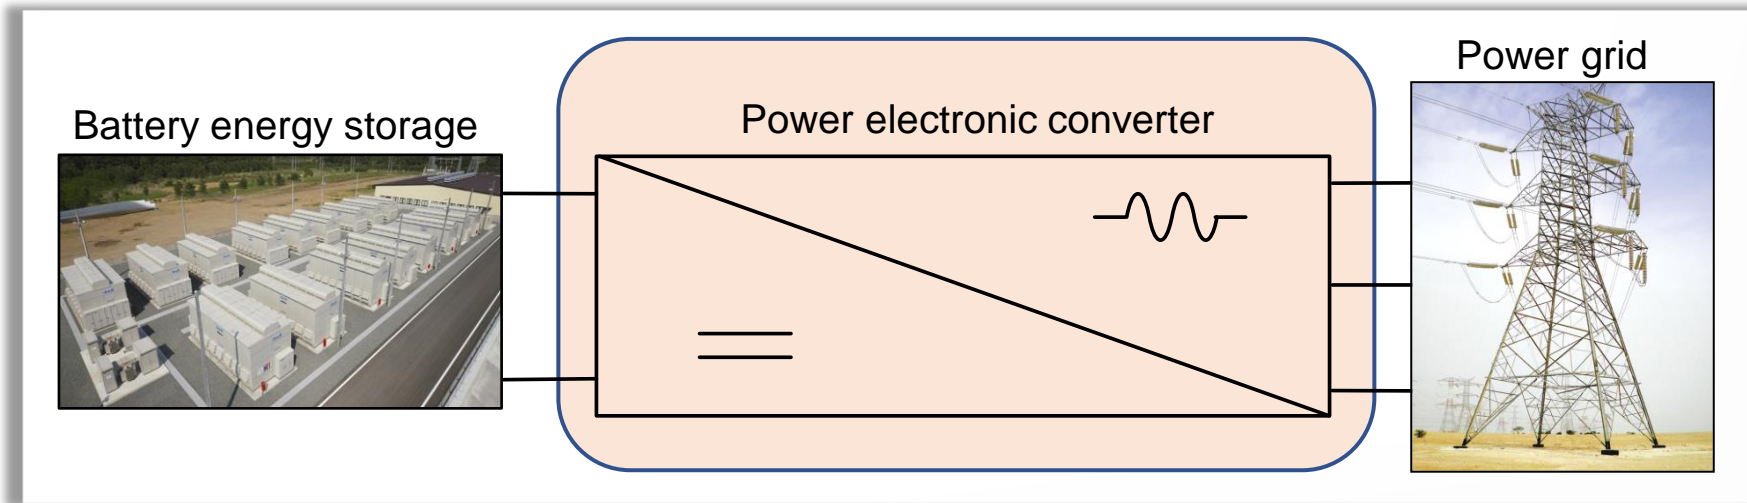 Power grid
Battery energy storage
Power electronic converter